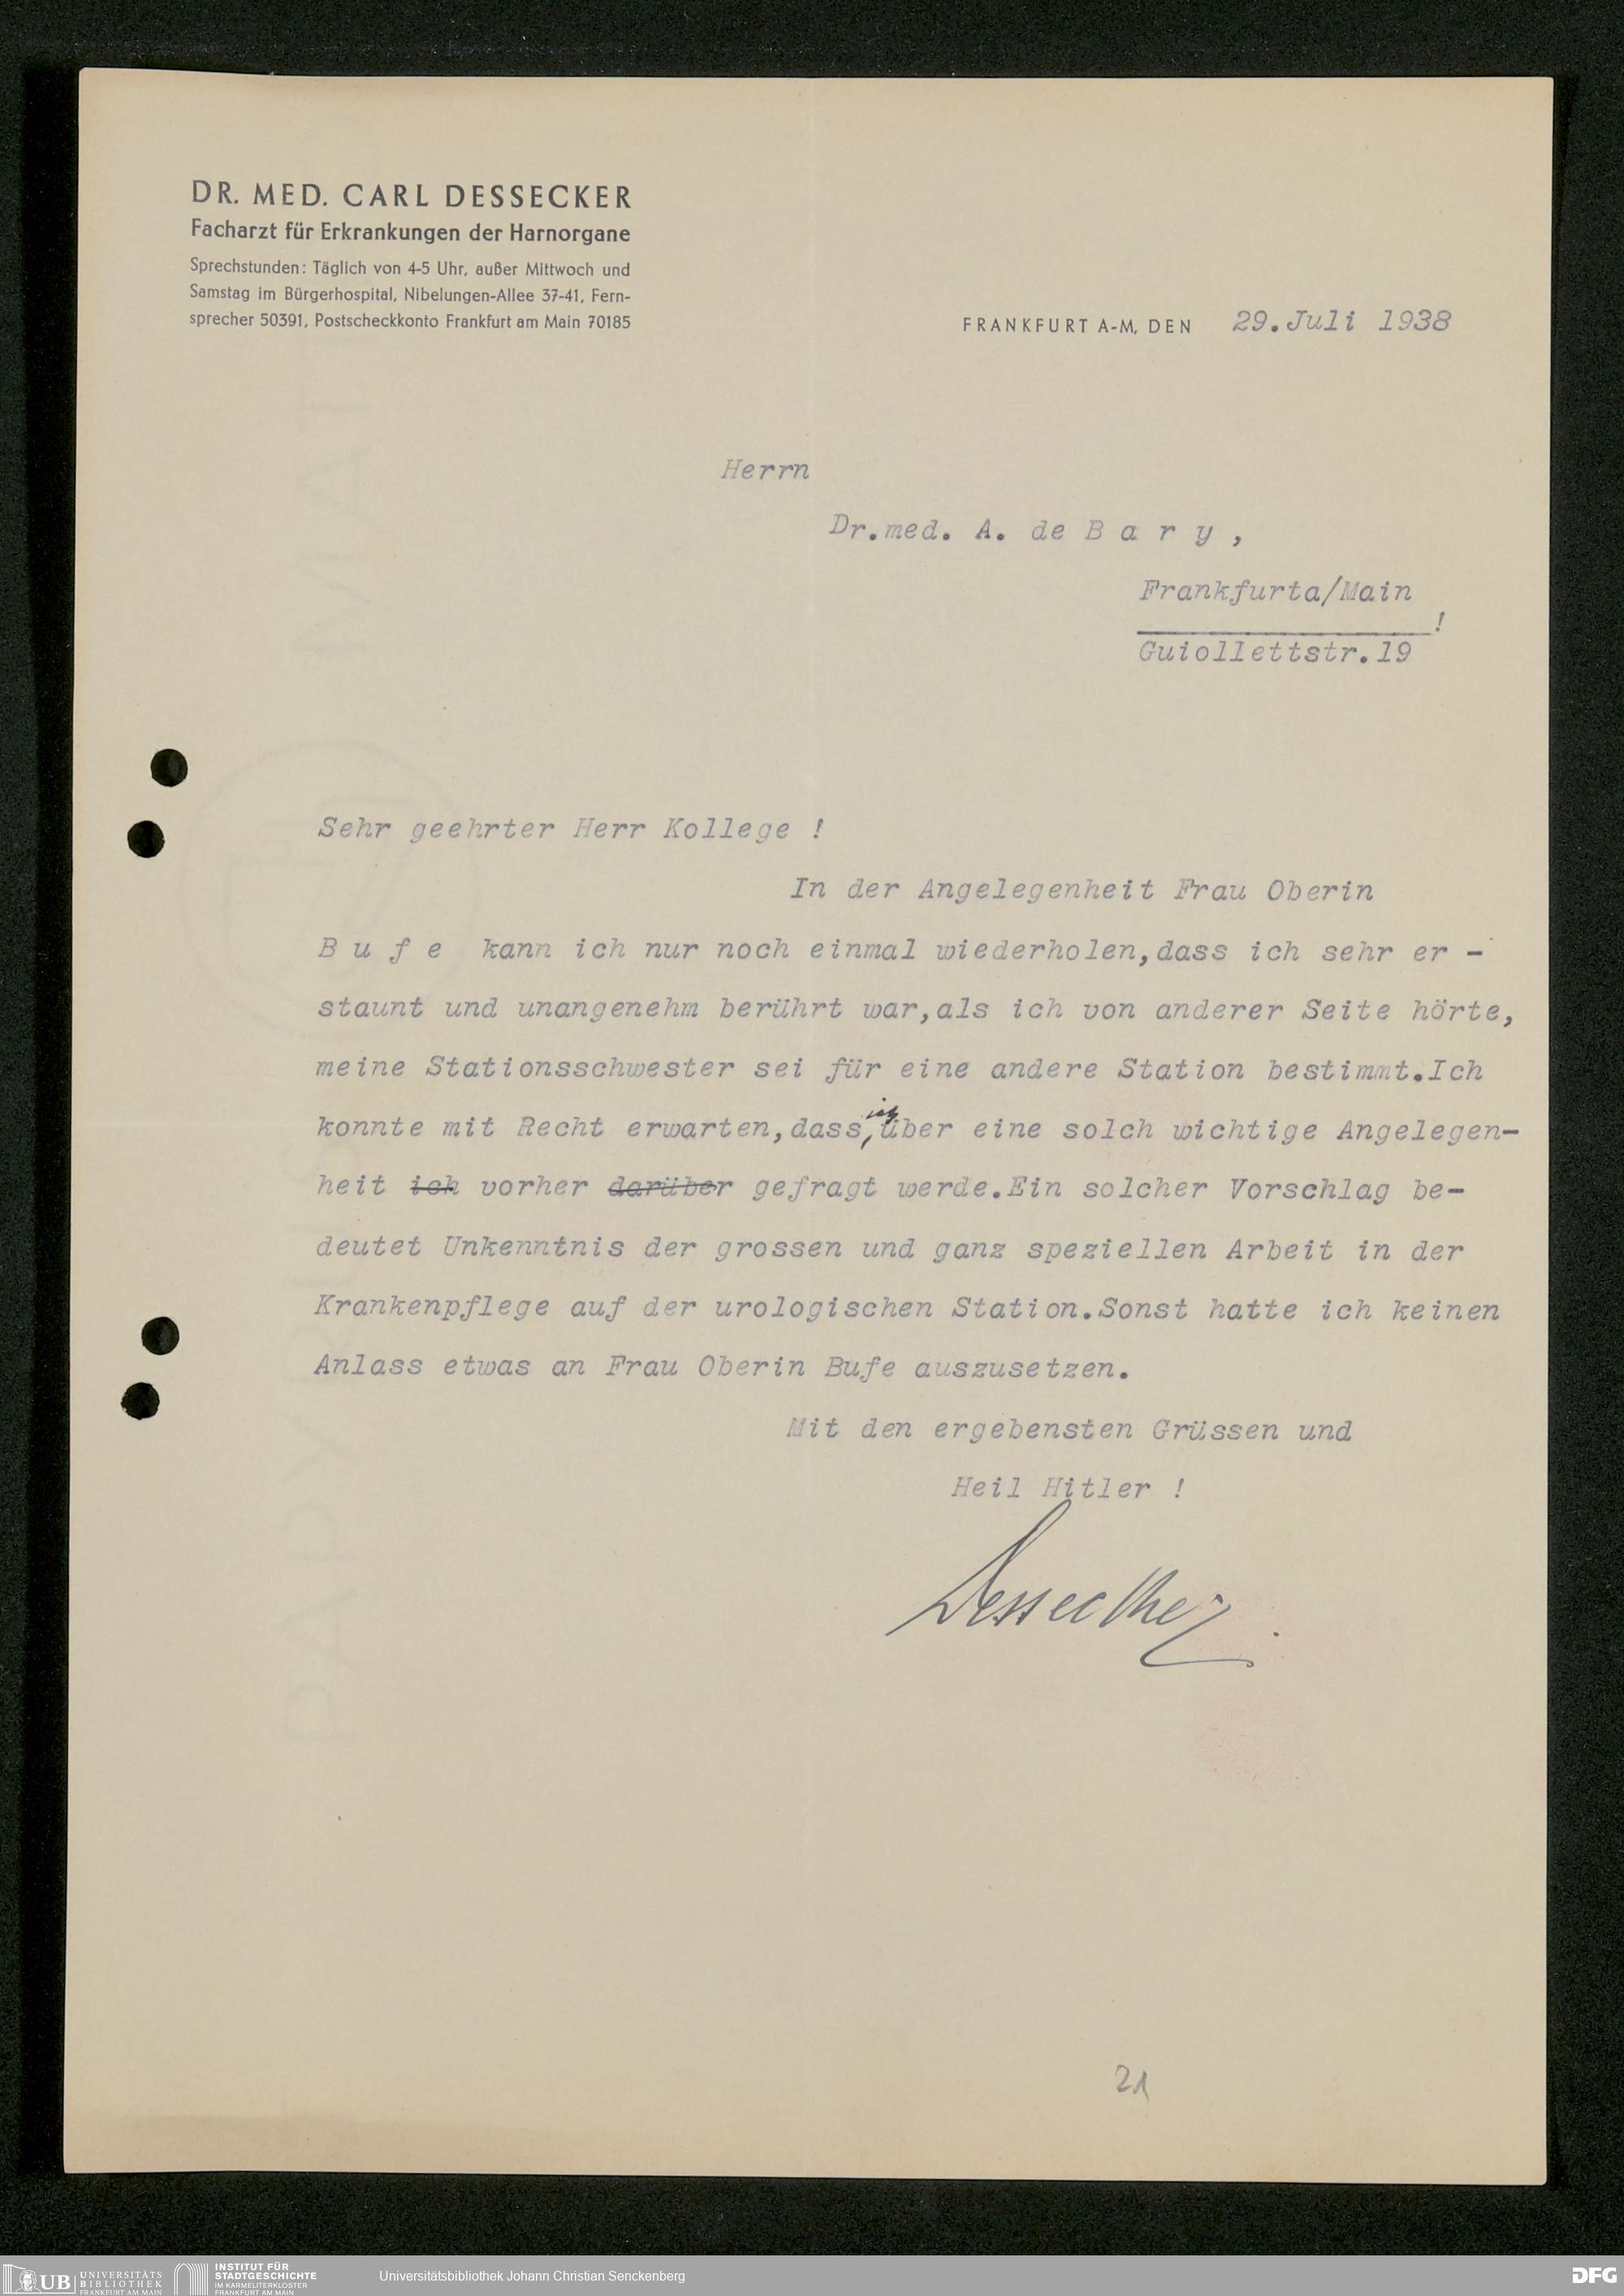 DR. MED. CARL DESSECKER
Facharzt für Erkrankungen der Harnorgane
Sprechstunden: Täglich von 4-5 Uhr, außer Mittwoch und
Samstag im Bürgerhospital, Nibelungen-Allee 37-41, Fern-
sprecher 50391, Postscheckkonto Frankfurt am Main 70185
FRANKFURT A-M, DEN 29.Juli 1938
Herrn
Dr.med. A. de B a r y ,
Frankfurta/Main
!
Guiollettstr.19
Sehr geehrter Herr Kollege !
In der Angelegenheit Frau Oberin
B u f e kann ich nur noch einmal wiederholen,dass ich sehr er -
staunt und unangenehm berührt war,als ich von anderer Seite hörte,
meine Stationsschwester sei für eine andere Station bestimmt.Ich
konnte mit Recht erwarten,dass, ich über eine solch wichtige Angelegen-
heit ich vorher darüber gefragt werde.Ein solcher Vorschlag be-
deutet Unkenntnis der grossen und ganz speziellen Arbeit in der
Krankenpflege auf der urologischen Station.Sonst hatte ich keinen
Anlass etwas an Frau Oberin Bufe auszusetzen.
Mit den ergebensten Grüssen und
Heil Hitler !
Dessecker.
21
UB UNIVERSITÄTS
BIBLIOTHEK
FRANKFURT AM MAIN
INSTITUT FÜR
STADTGESCHICHTE
IM KARMELITERKLOSTER
FRANKFURT AM MAIN
Universitätsbibliothek Johann Christian Senckenberg
DFG